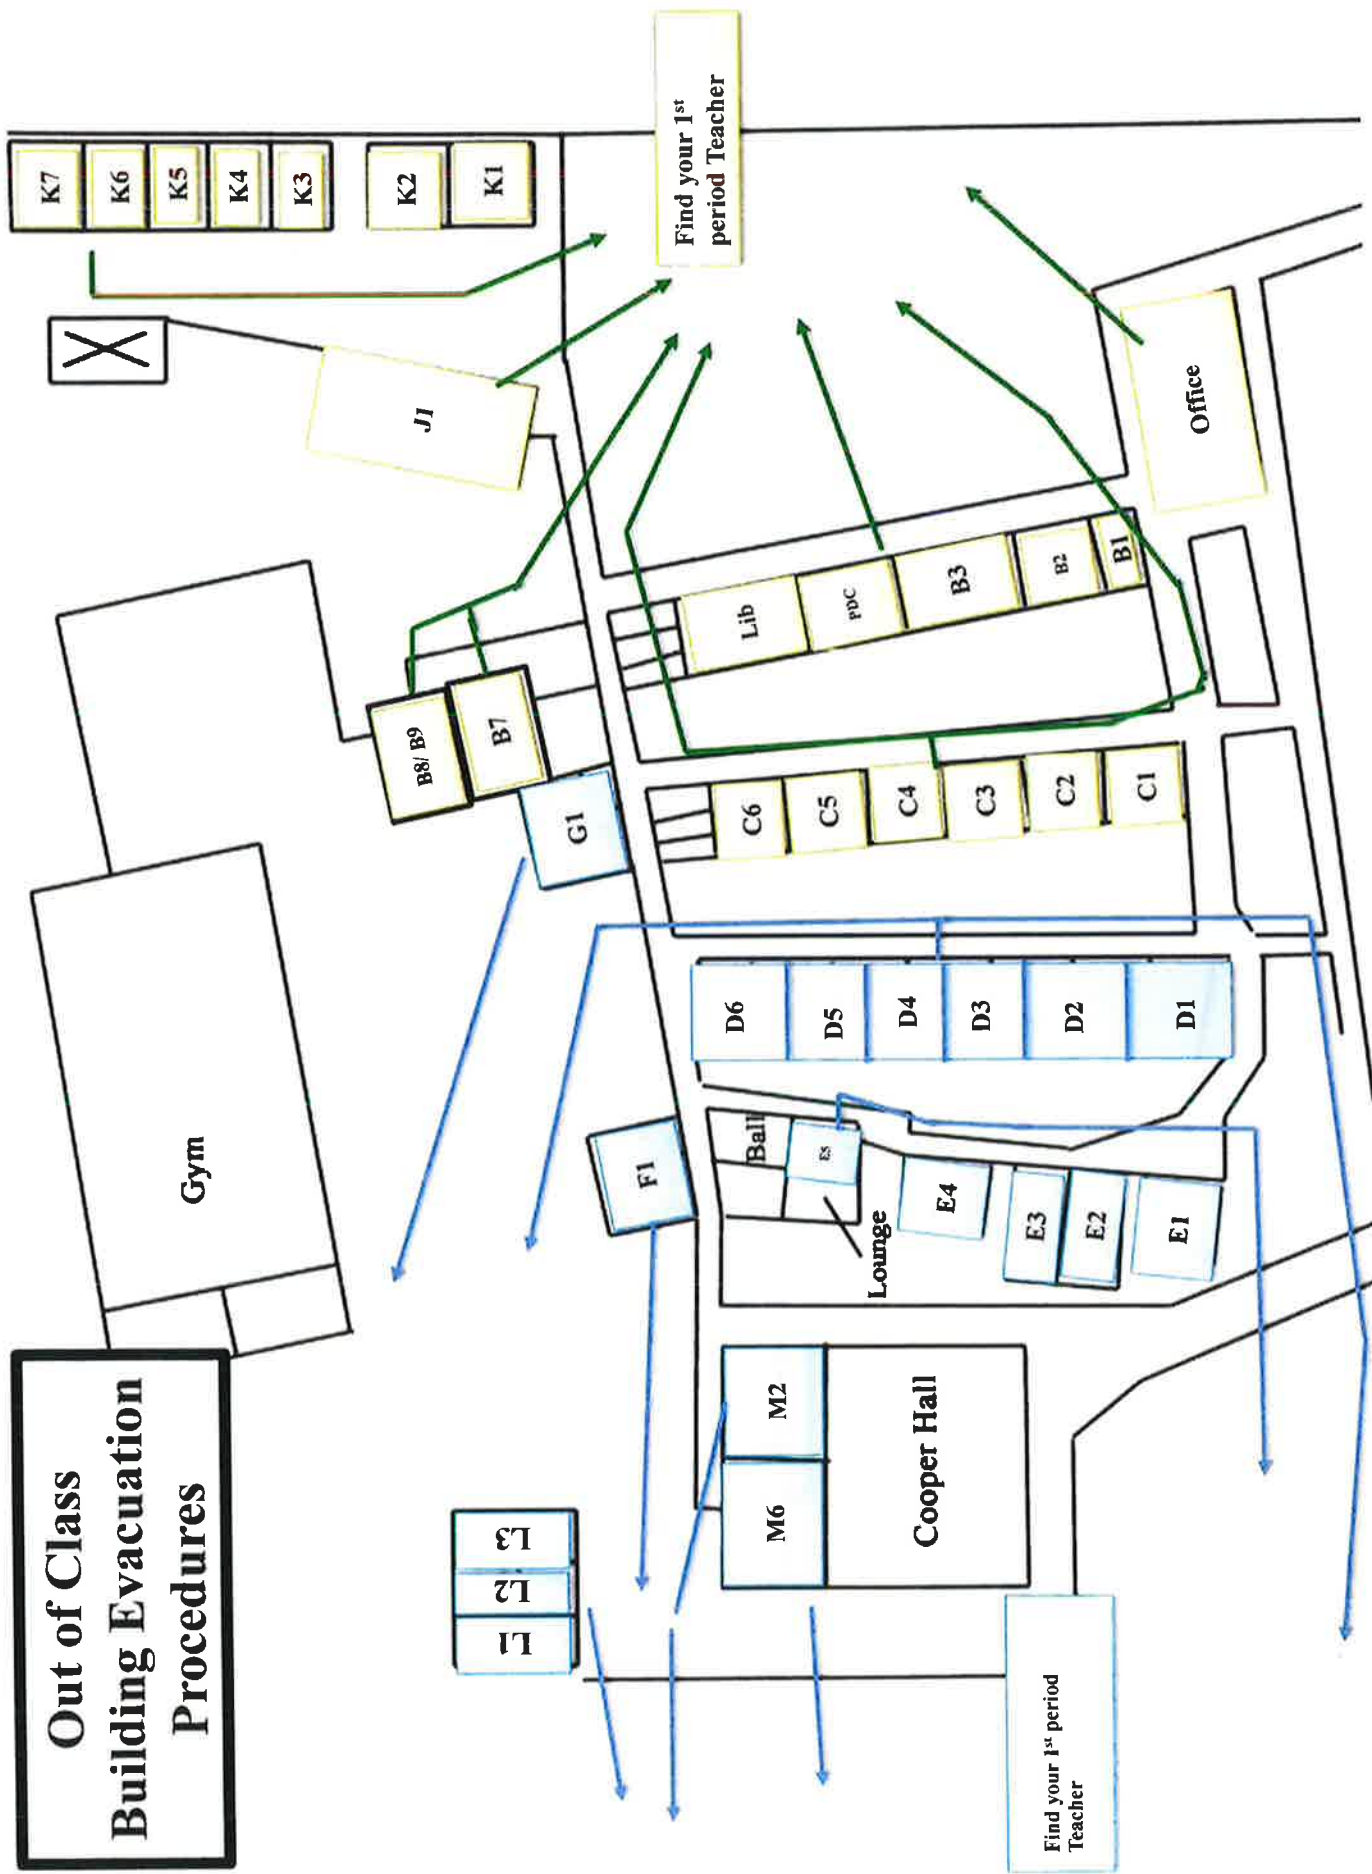 Out of Class
Building Evacuation
Procedures
Gym
K7
K6
K5
K4
K3
K2
K1
J1
Find your 1st
period Teacher
B8/ B9
B7
G1
F1
L1
L2
L3
Lib
PDC
B3
B2
B1
Office
C6
C5
C4
C3
C2
C1
D6
D5
D4
D3
D2
D1
Ball
E5
Lounge
E4
E3
E2
E1
M6
M2
Cooper Hall
Find your 1st period
Teacher